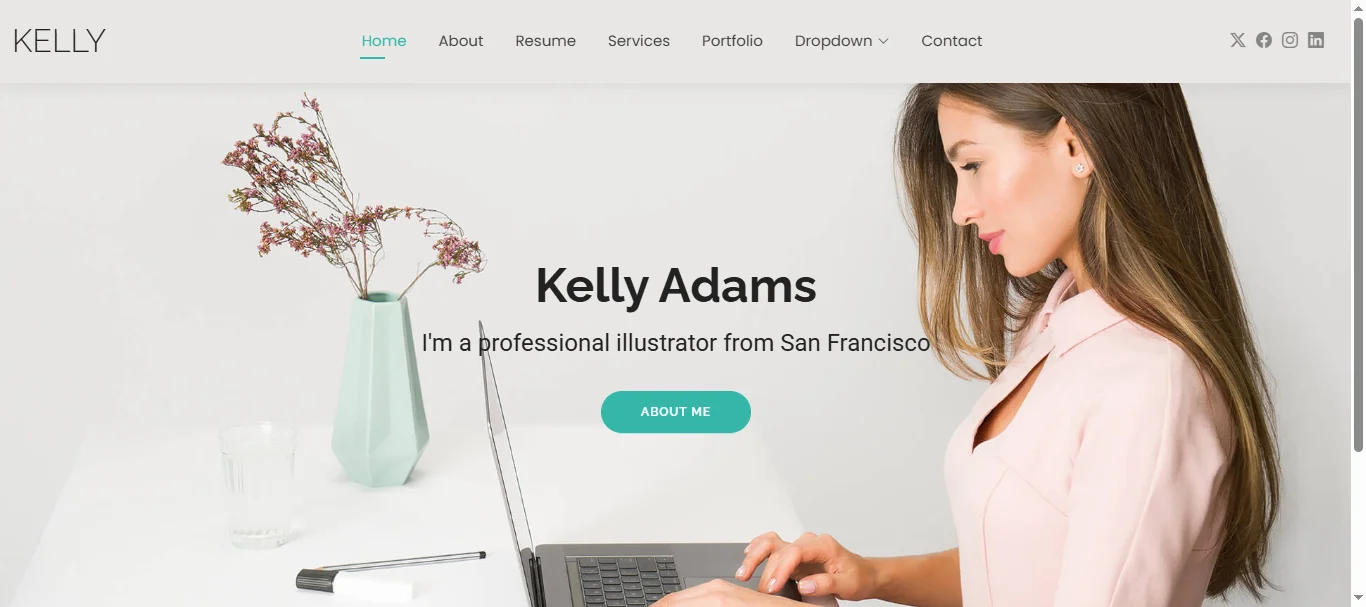 KELLY
Home About Resume Services Portfolio Dropdown Contact
Kelly Adams
I'm a professional illustrator from San Francisco
ABOUT ME